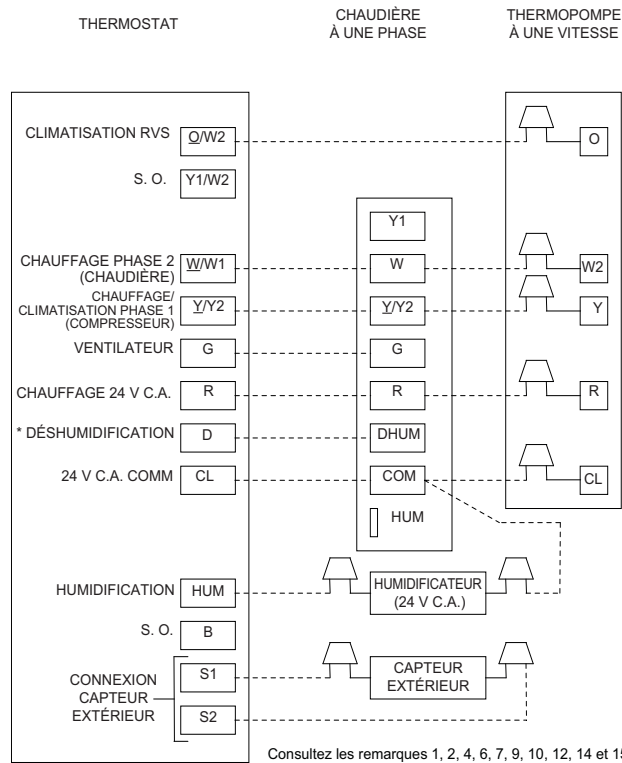 THERMOSTAT
CHAUDIÈRE
À UNE PHASE
THERMOPOMPE
À UNE VITESSE
CLIMATISATION RVS
O/W2
O
S. O.
Y1/W2
Y1
CHAUFFAGE PHASE 2
(CHAUDIÈRE)
W/W1
W
W2
CHAUFFAGE/
CLIMATISATION PHASE 1
(COMPRESSEUR)
Y/Y2
Y/Y2
Y
VENTILATEUR
G
G
CHAUFFAGE 24 V C.A.
R
R
R
* DÉSHUMIDIFICATION
D
DHUM
24 V C.A. COMM
CL
COM
CL
HUM
HUMIDIFICATION
HUM
HUMIDIFICATEUR
(24 V C.A.)
S. O.
B
CONNEXION
CAPTEUR
EXTÉRIEUR
S1
S2
CAPTEUR
EXTÉRIEUR
Consultez les remarques 1, 2, 4, 6, 7, 9, 10, 12, 14 et 15